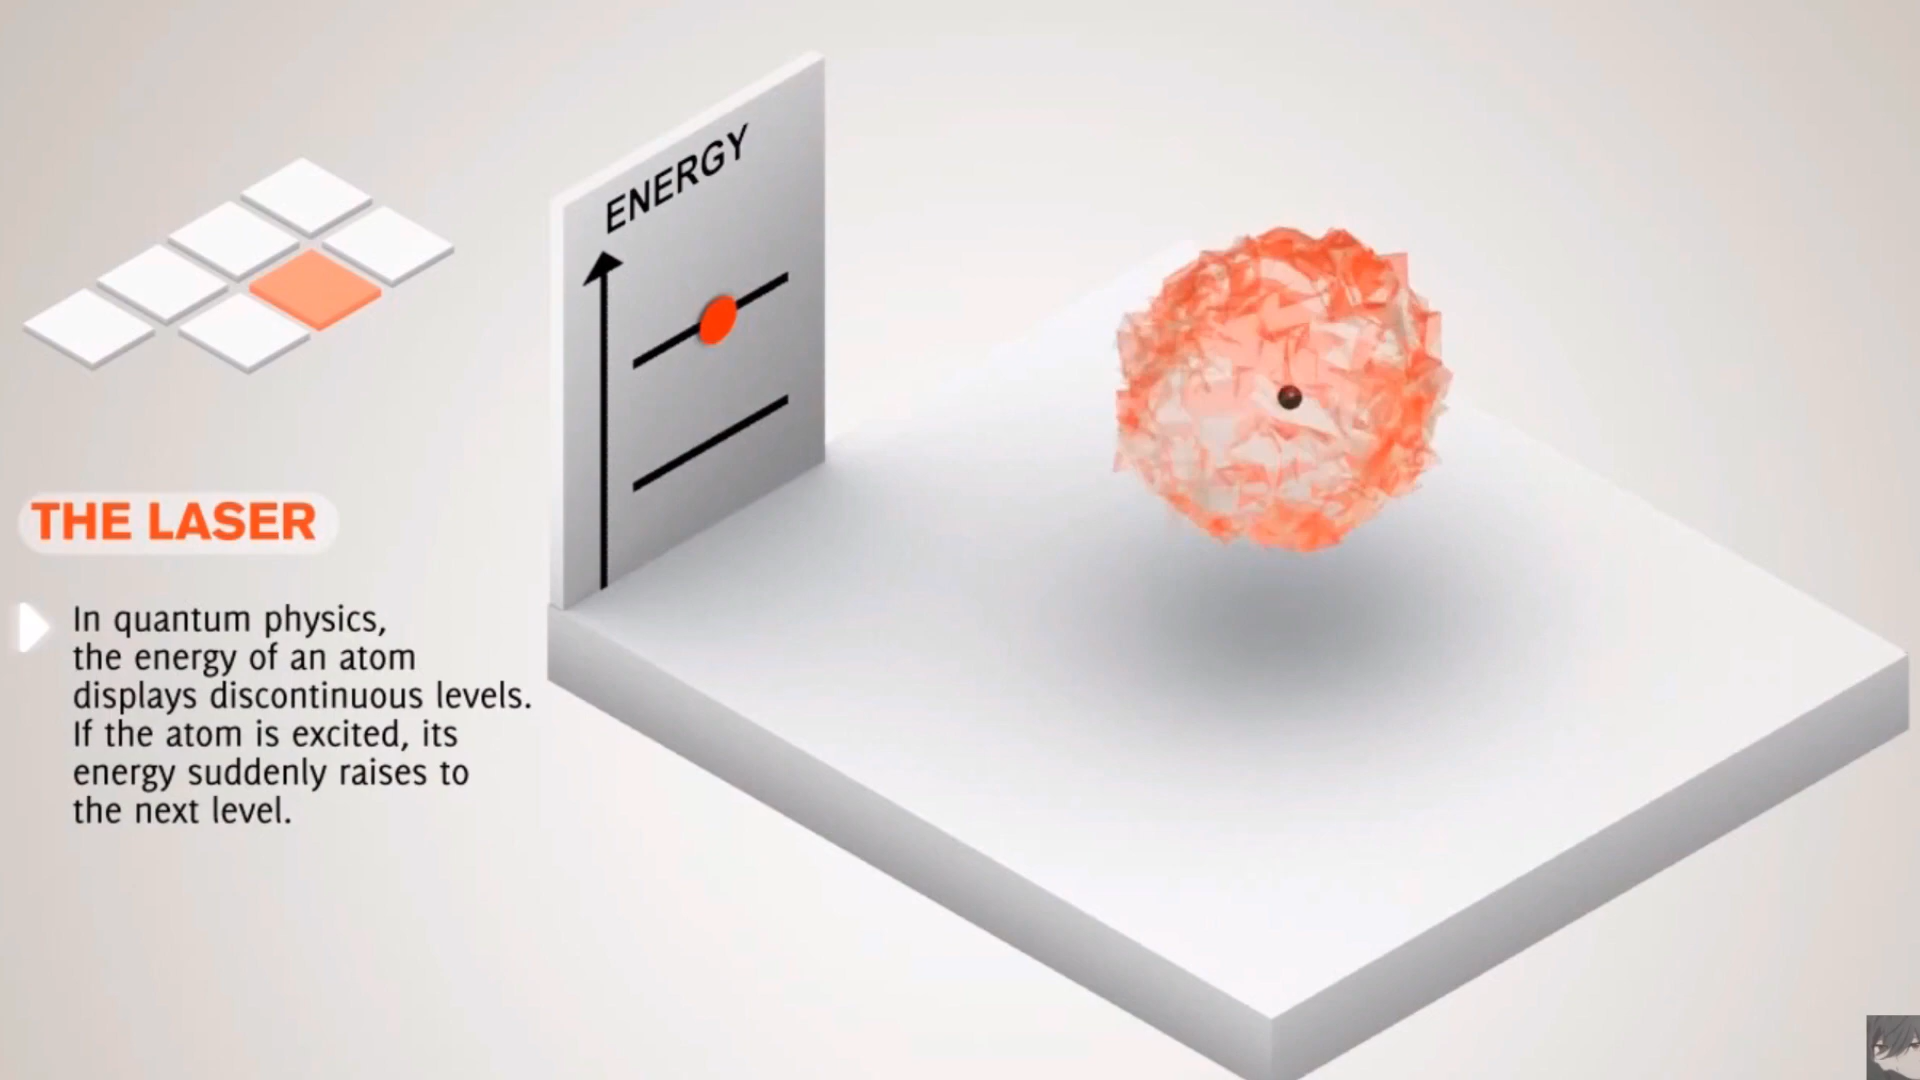 ENERGY
THE LASER
In quantum physics,
the energy of an atom
displays discontinuous levels.
If the atom is excited, its
energy suddenly raises to
the next level.